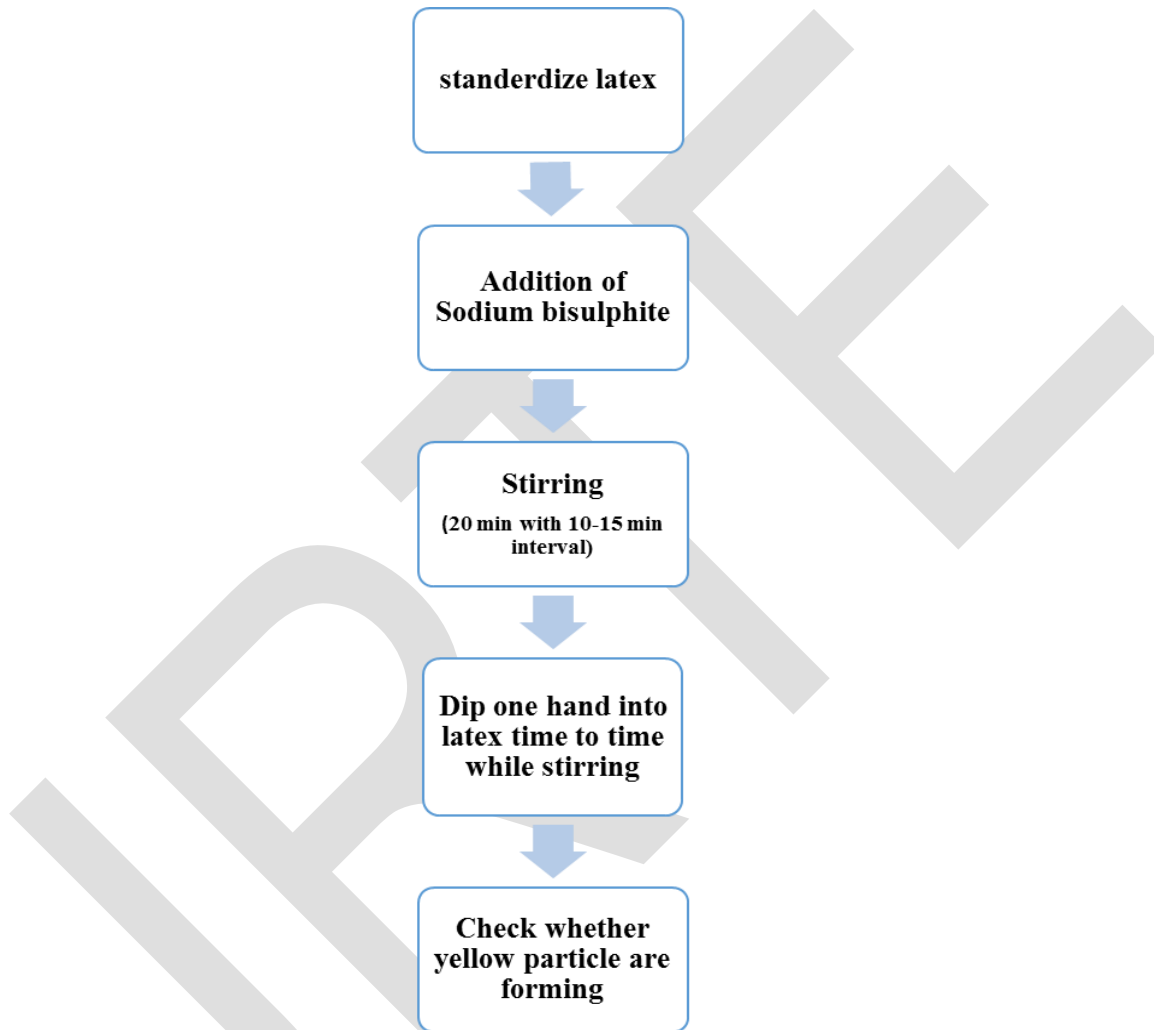 standerdize latex
Addition of
Sodium bisulphite
Stirring
(20 min with 10-15 min
interval)
Dip one hand into
latex time to time
while stirring
Check whether
yellow particle are
forming